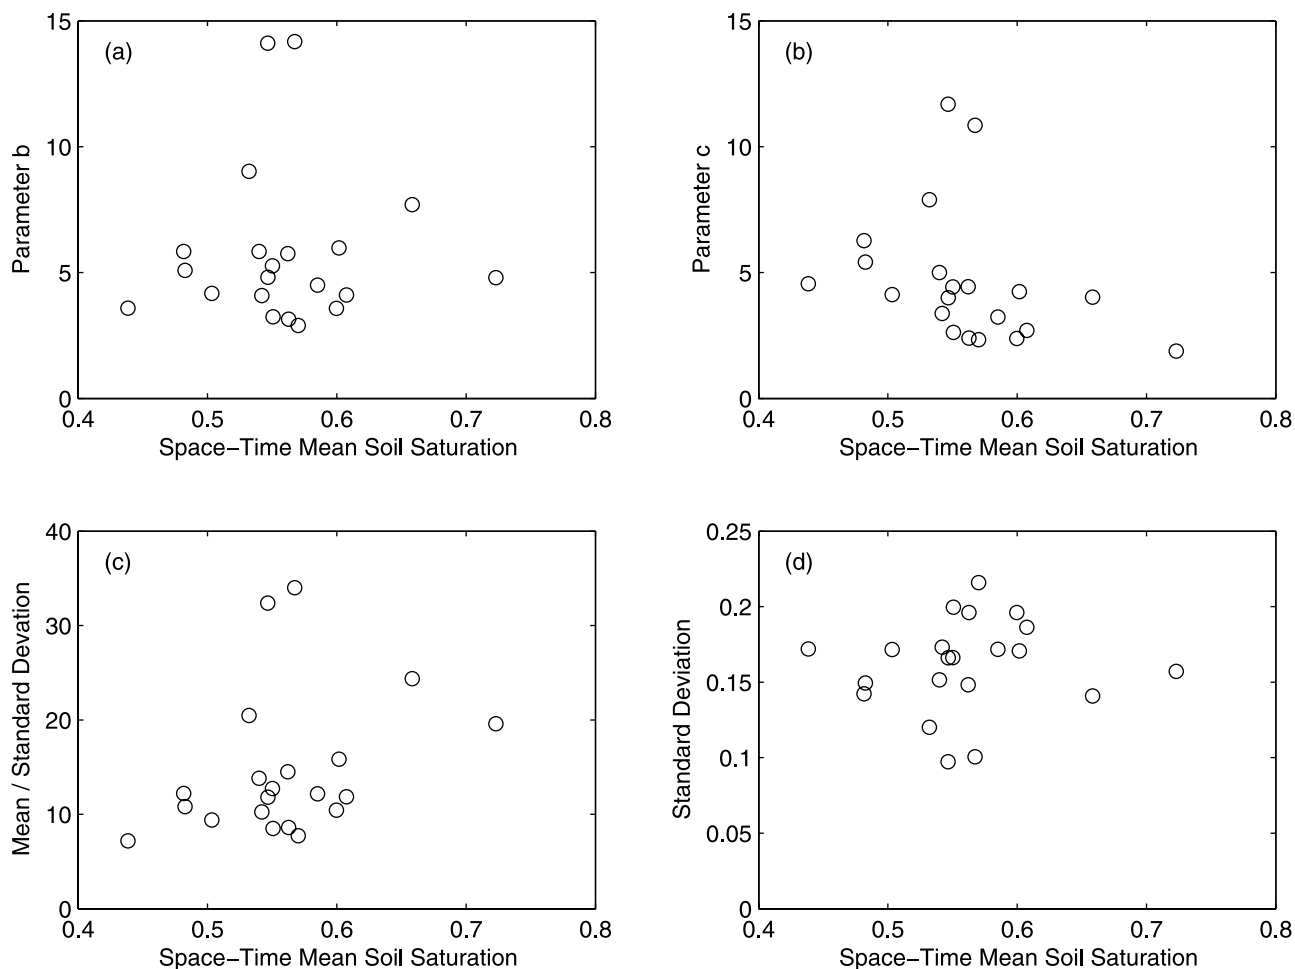 (a)
15
10
5
0
Parameter b
0.4 0.5 0.6 0.7 0.8
Space−Time Mean Soil Saturation
(b)
15
10
5
0
Parameter c
0.4 0.5 0.6 0.7 0.8
Space−Time Mean Soil Saturation
(c)
40
30
20
10
0
Mean / Standard Devation
0.4 0.5 0.6 0.7 0.8
Space−Time Mean Soil Saturation
(d)
0.25
0.2
0.15
0.1
0.05
0
Standard Deviation
0.4 0.5 0.6 0.7 0.8
Space−Time Mean Soil Saturation